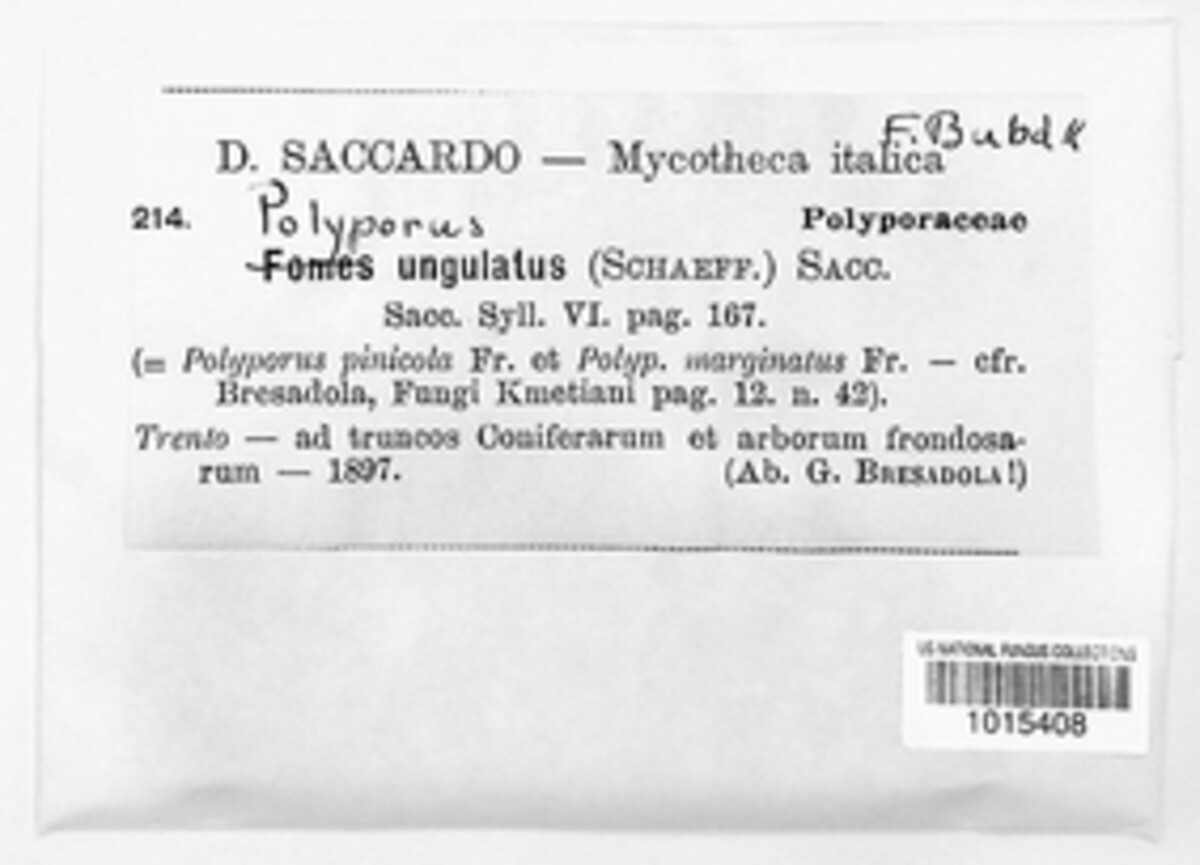 F. Bubák
D. SACCARDO — Mycotheca italica
214. Polyporus Polyporaceae
Fomes ungulatus (SCHAEFF.) SACC.
Sacc. Syll. VI. pag. 167.
(= Polyporus pinicola Fr. et Polyp. marginatus Fr. — cfr.
Bresadola, Fungi Kmetiani pag. 12. n. 42).
Trento — ad truncos Coniferarum et arborum frondosa-
rum — 1897. (Ab. G. BRESADOLA!)
US NATIONAL FUNGUS COLLECTIONS
1015408